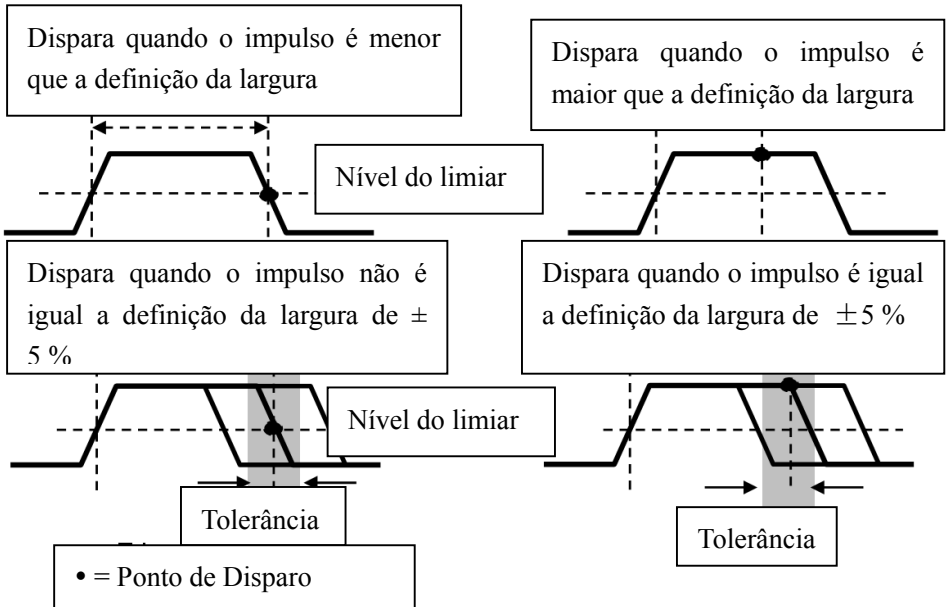 Dispara quando o impulso é menor
que a definição da largura
Dispara quando o impulso é
maior que a definição da largura
Nível do limiar
Dispara quando o impulso não é
igual a definição da largura de ±
5 %
Dispara quando o impulso é igual
a definição da largura de ±5 %
Nível do limiar
Tolerância
Tolerância
• = Ponto de Disparo